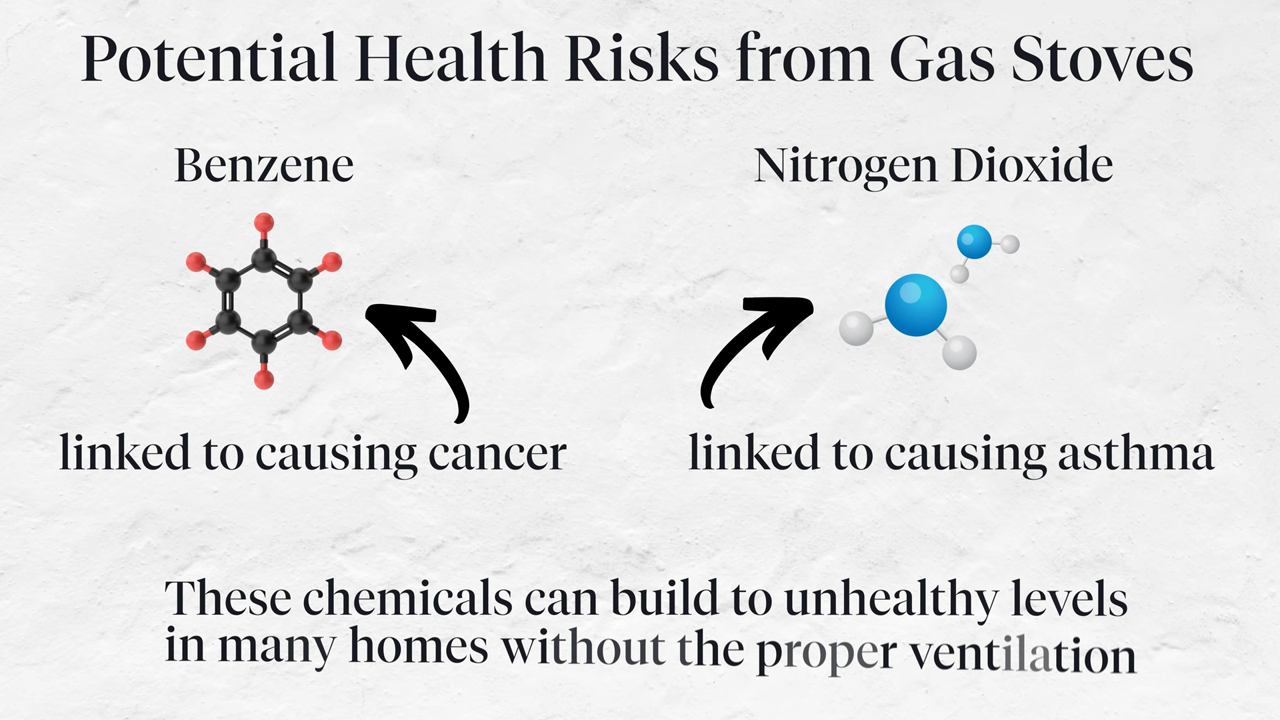 Potential Health Risks from Gas Stoves
Benzene
Nitrogen Dioxide
linked to causing cancer
linked to causing asthma
These chemicals can build to unhealthy levels
in many homes without the proper ventilation